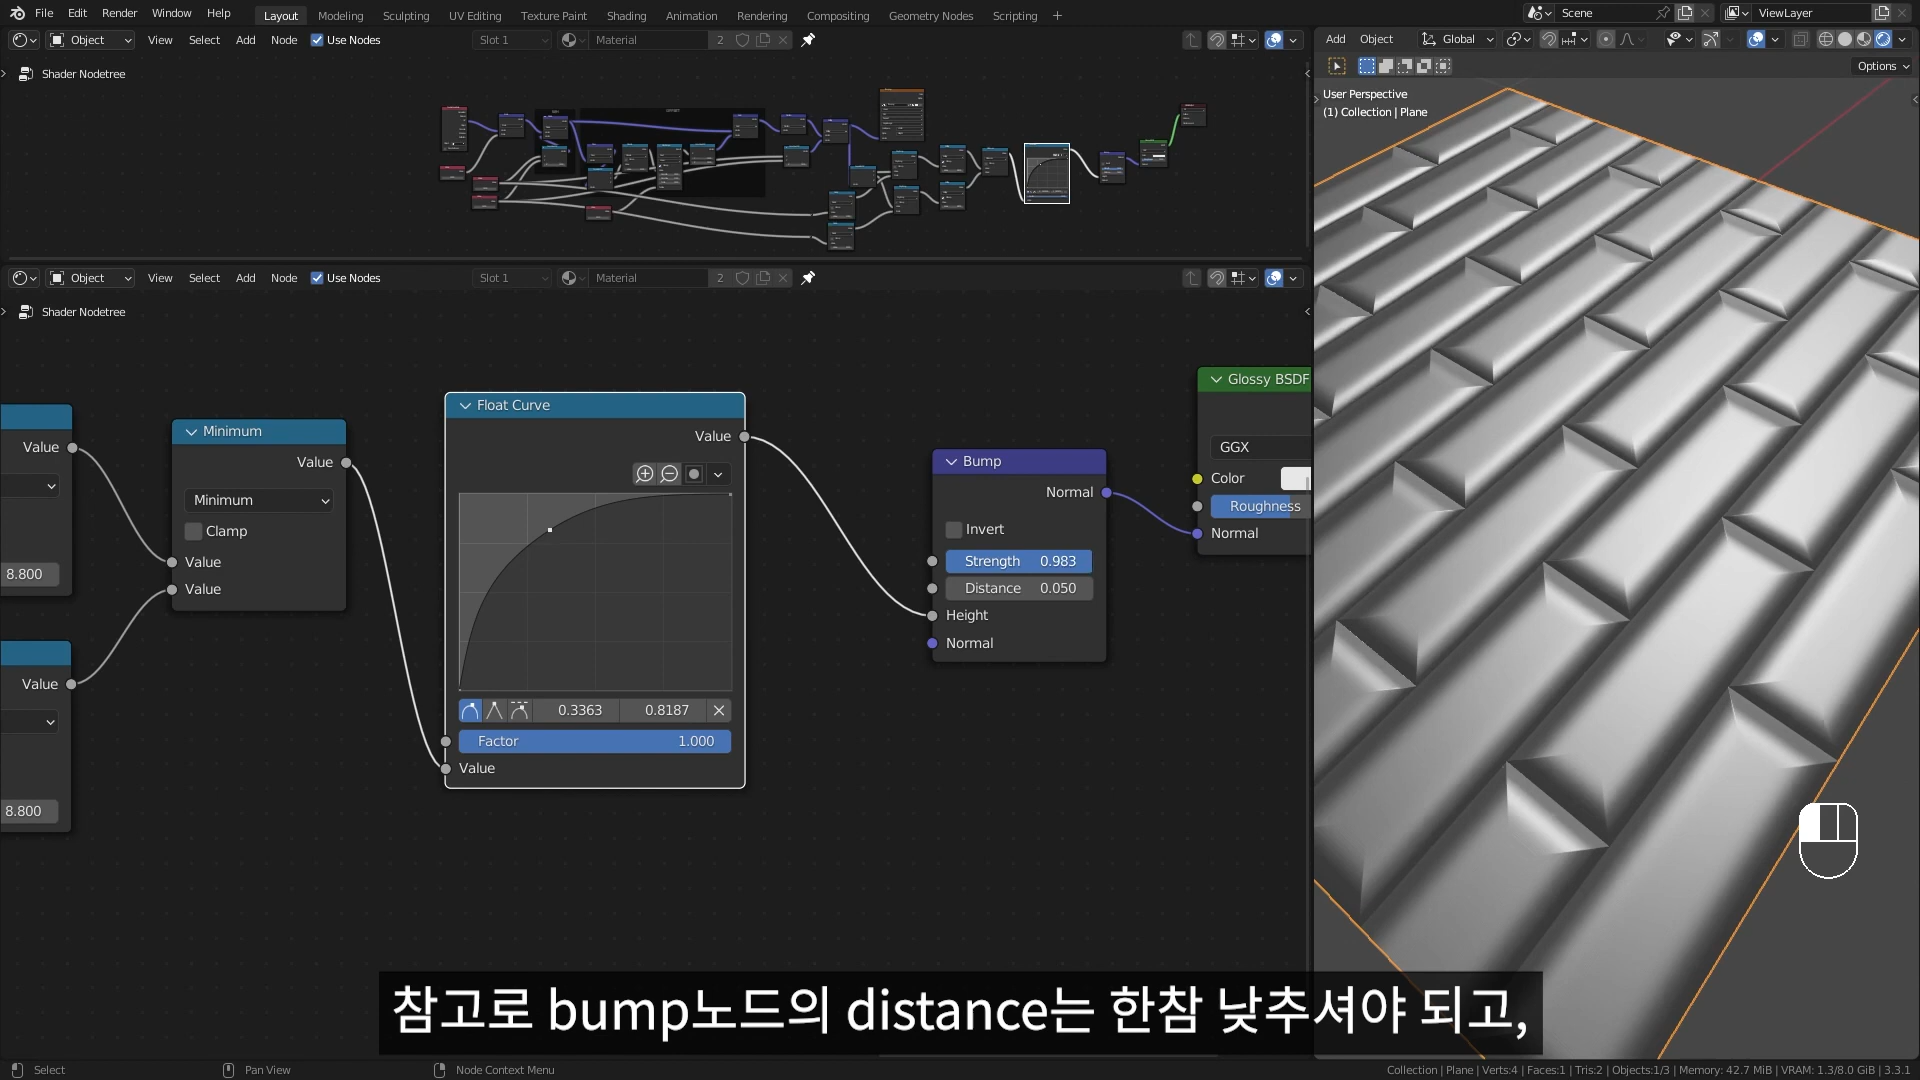 File Edit Render Window Help Layout Modeling Sculpting UV Editing Texture Paint Shading Animation Rendering Compositing Geometry Nodes Scripting + Scene ViewLayer
Object View Select Add Node Use Nodes Slot 1 Material 2
Add Object Global
Options
Shader Nodetree
User Perspective
(1) Collection | Plane
Object View Select Add Node Use Nodes Slot 1 Material 2
Shader Nodetree
Value
8.800
Value
8.800
Minimum
Value
Minimum
Clamp
Value
Value
Float Curve
Value
0.3363 0.8187
Factor 1.000
Value
Bump
Normal
Invert
Strength 0.983
Distance 0.050
Height
Normal
Glossy BSDF
GGX
Color
Roughness
Normal
참고로 bump노드의 distance는 한참 낮추셔야 되고,
Select Pan View Node Context Menu Collection | Plane | Verts:4 | Faces:1 | Tris:2 | Objects:1/3 | Memory: 42.7 MiB | VRAM: 1.3/8.0 GiB | 3.3.1